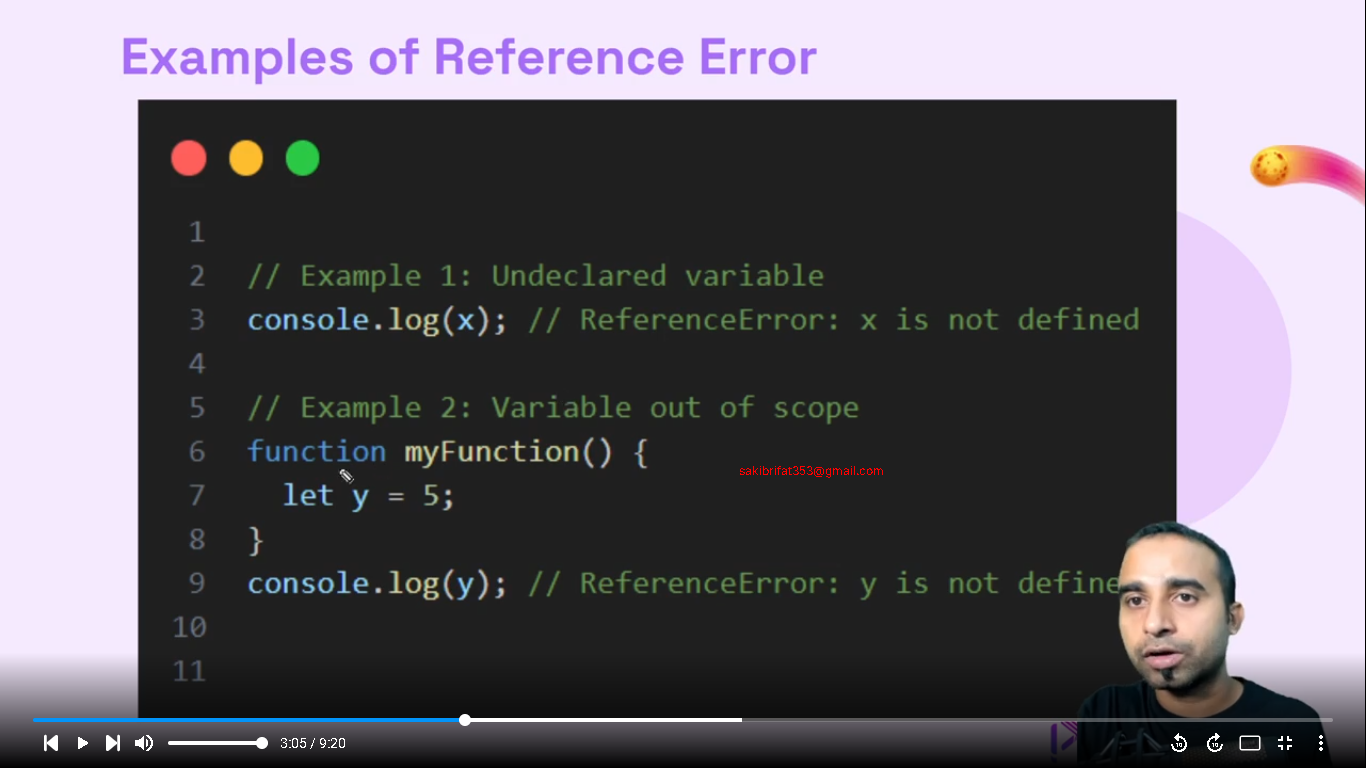 Examples of Reference Error
1
2 // Example 1: Undeclared variable
3 console.log(x); // ReferenceError: x is not defined
4
5 // Example 2: Variable out of scope
6 function myFunction() {
sakibrifat353@gmail.com
7 let y = 5;
8 }
9 console.log(y); // ReferenceError: y is not define
10
11
3:05 / 9:20